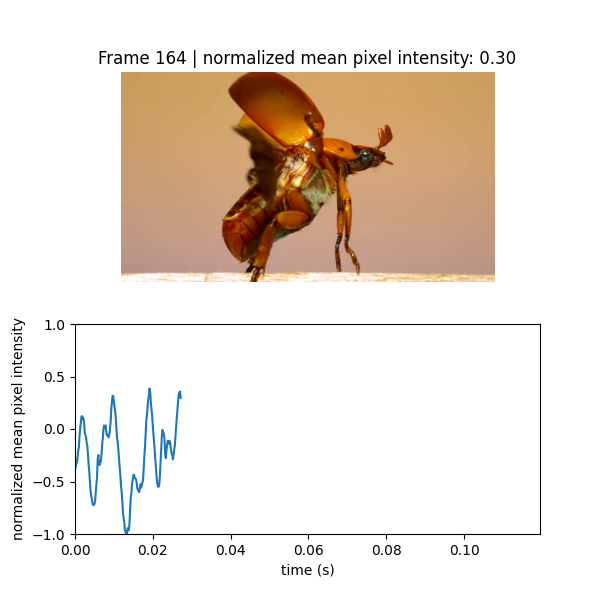 Frame 164 | normalized mean pixel intensity: 0.30
normalized mean pixel intensity
1.0
0.5
0.0
−0.5
−1.0
0.00 0.02 0.04 0.06 0.08 0.10
time (s)